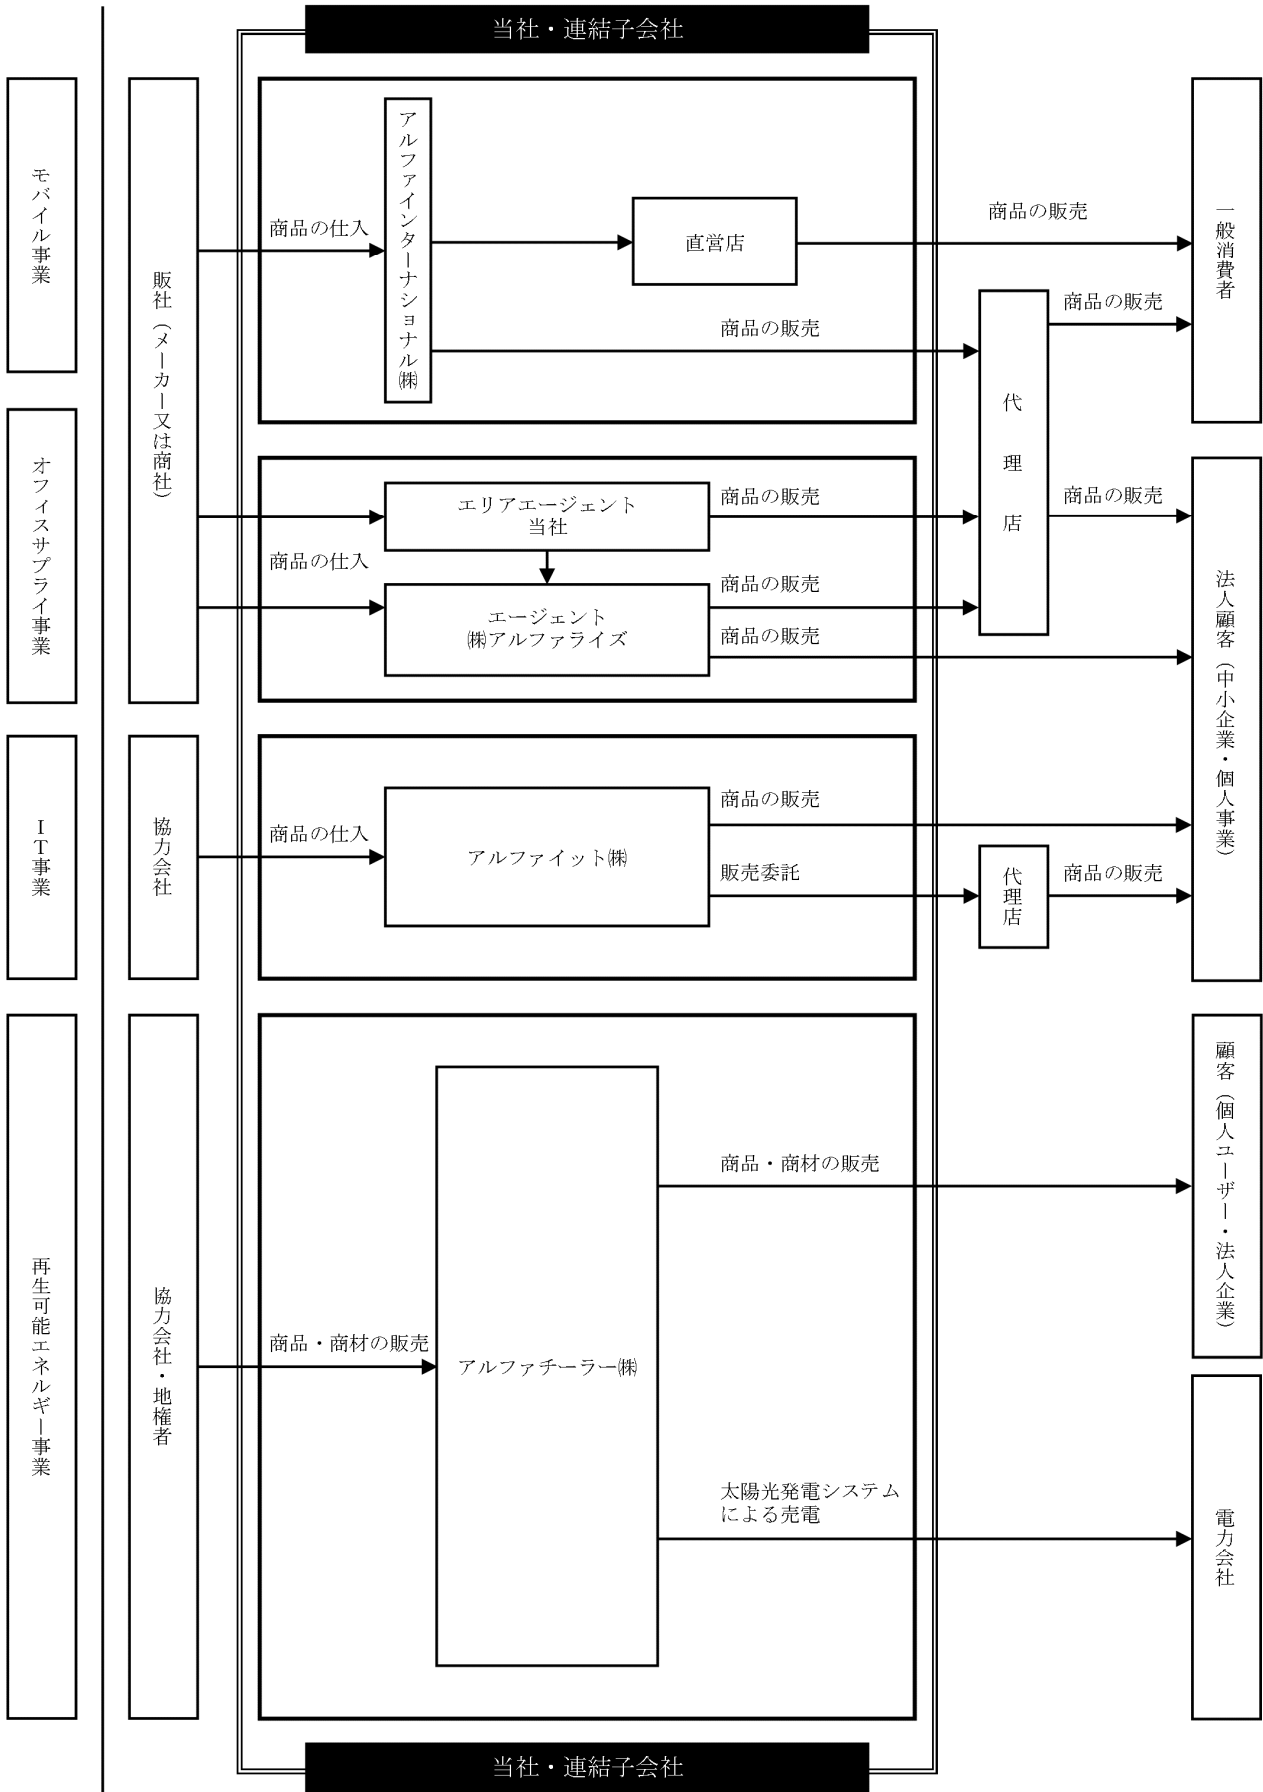 当社・連結子会社
モバイル事業
販社（メーカー又は商社）
商品の仕入
アルファインターナショナル㈱
直営店
商品の販売
一般消費者
商品の販売
商品の販売
代理店
オフィスサプライ事業
エリアエージェント
当社
商品の販売
商品の販売
商品の仕入
エージェント
㈱アルファライズ
商品の販売
商品の販売
法人顧客（中小企業・個人事業）
IT事業
協力会社
商品の仕入
アルファイット㈱
商品の販売
販売委託
代理店
商品の販売
再生可能エネルギー事業
協力会社・地権者
商品・商材の販売
アルファチーラー㈱
商品・商材の販売
顧客（個人ユーザー・法人企業）
太陽光発電システム
による売電
電力会社
当社・連結子会社